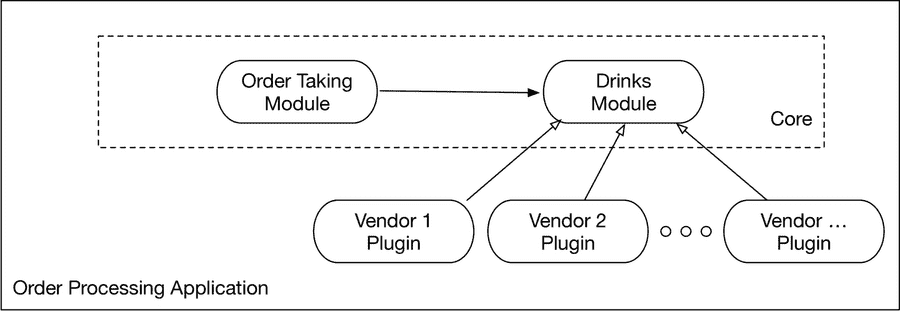 Order Taking
Module
Drinks
Module
Core
Vendor 1
Plugin
Vendor 2
Plugin
Vendor ...
Plugin
Order Processing Application